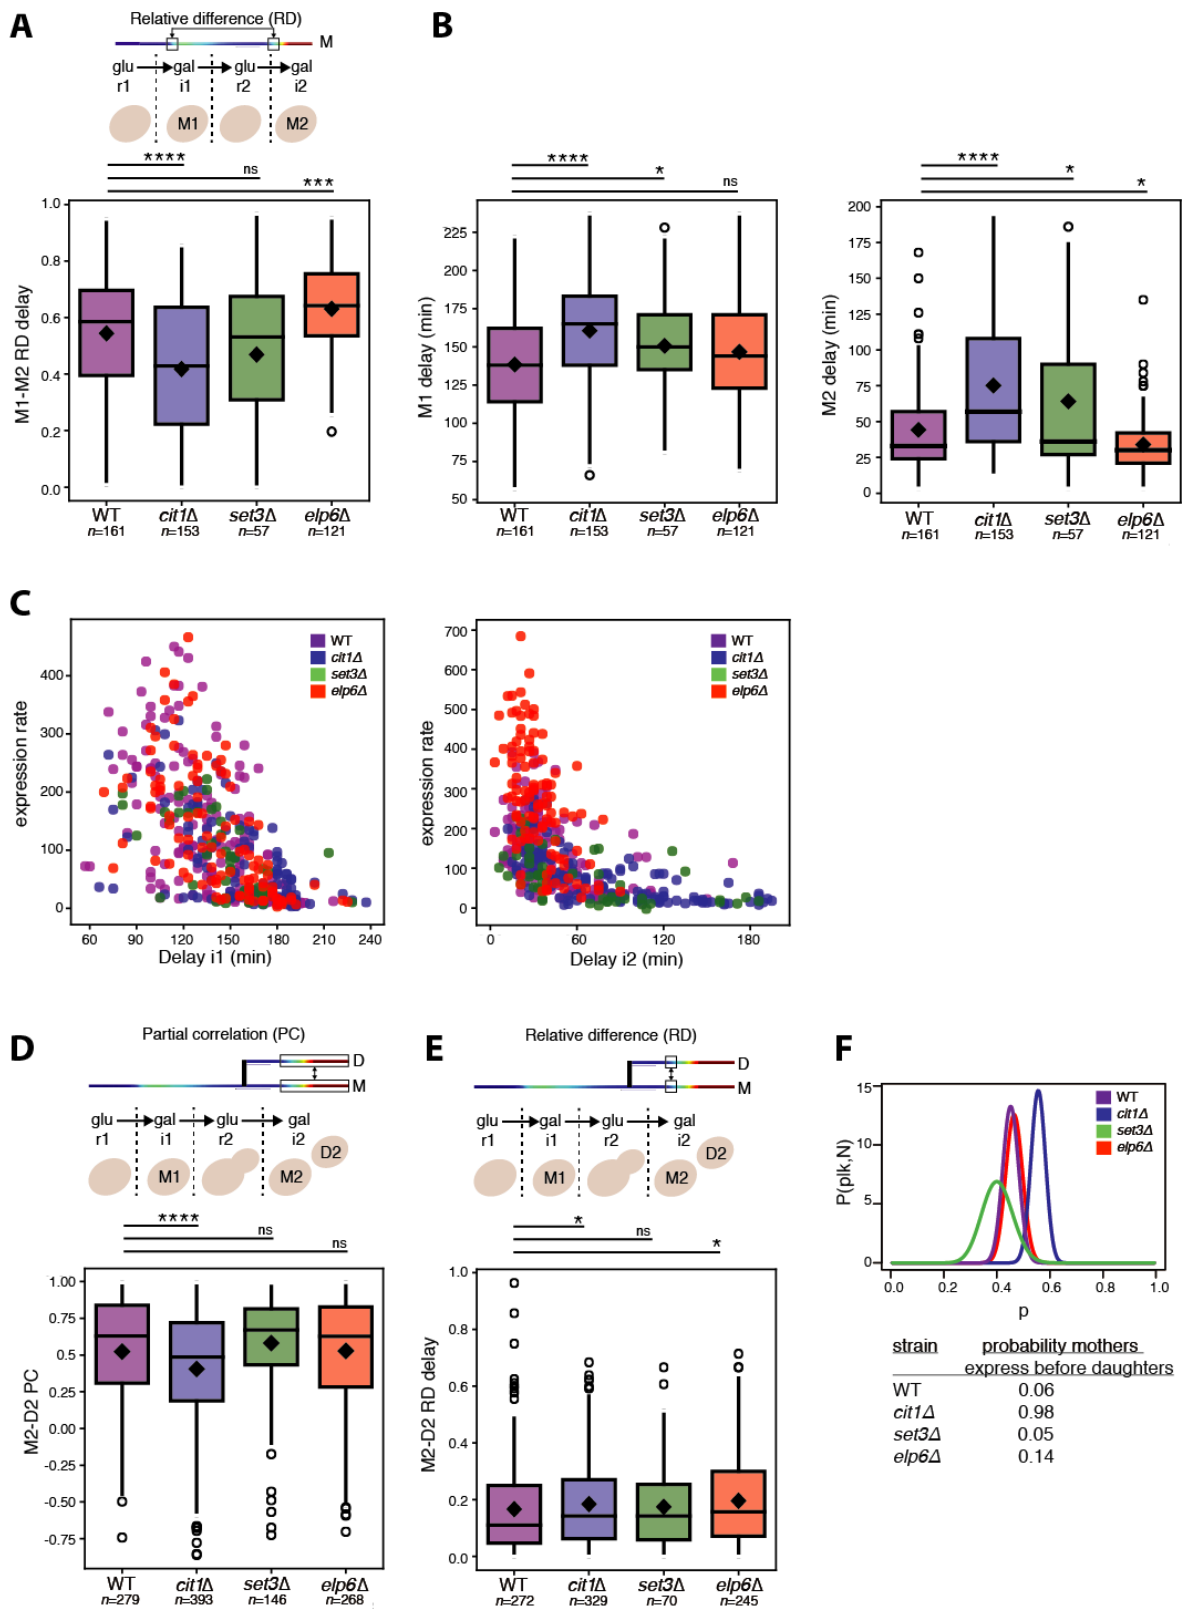 A
Relative difference (RD)
M
glu gal glu gal
r1 i1 r2 i2
M1 M2
**** ns ***
M1-M2 RD delay
1.0
0.8
0.6
0.4
0.2
0.0
WT cit1Δ set3Δ elp6Δ
n=161 n=153 n=57 n=121
B
**** * ns
M1 delay (min)
225
200
175
150
125
100
75
50
WT cit1Δ set3Δ elp6Δ
n=161 n=153 n=57 n=121
**** * *
M2 delay (min)
200
175
150
125
100
75
50
25
0
WT cit1Δ set3Δ elp6Δ
n=161 n=153 n=57 n=121
C
expression rate
400
300
200
100
0
WT
cit1Δ
set3Δ
elp6Δ
60 90 120 150 180 210 240
Delay i1 (min)
expression rate
700
600
500
400
300
200
100
0
WT
cit1Δ
set3Δ
elp6Δ
0 60 120 180
Delay i2 (min)
D
Partial correlation (PC)
D
M
glu gal glu gal
r1 i1 r2 i2
M1 M2 D2
**** ns ns
M2-D2 PC
1.00
0.75
0.5
0.25
0.00
-0.25
-0.50
-0.75
WT cit1Δ set3Δ elp6Δ
n=279 n=393 n=146 n=268
E
Relative difference (RD)
D
M
glu gal glu gal
r1 i1 r2 i2
M1 M2 D2
* ns *
M2-D2 RD delay
1.0
0.8
0.6
0.4
0.2
0.0
WT cit1Δ set3Δ elp6Δ
n=272 n=329 n=70 n=245
F
P(plk,N)
15
10
5
0
WT
cit1Δ
set3Δ
elp6Δ
0.0 0.2 0.4 0.6 0.8 1.0
p
strain probability mothers
express before daughters
WT 0.06
cit1Δ 0.98
set3Δ 0.05
elp6Δ 0.14